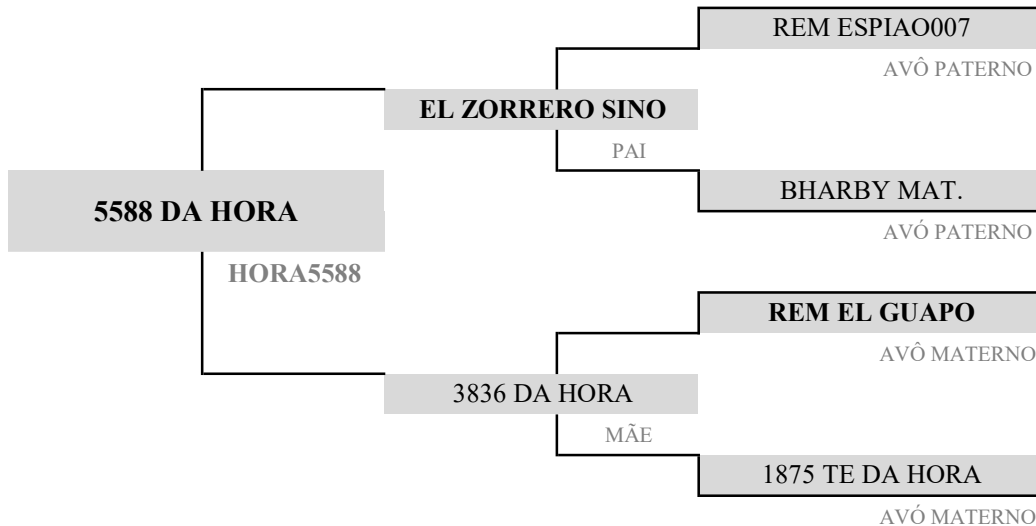 REM ESPIAO007
AVÔ PATERNO
EL ZORRERO SINO
PAI
BHARBY MAT.
AVÓ PATERNO
5588 DA HORA
HORA5588
REM EL GUAPO
AVÔ MATERNO
3836 DA HORA
MÃE
1875 TE DA HORA
AVÓ MATERNO